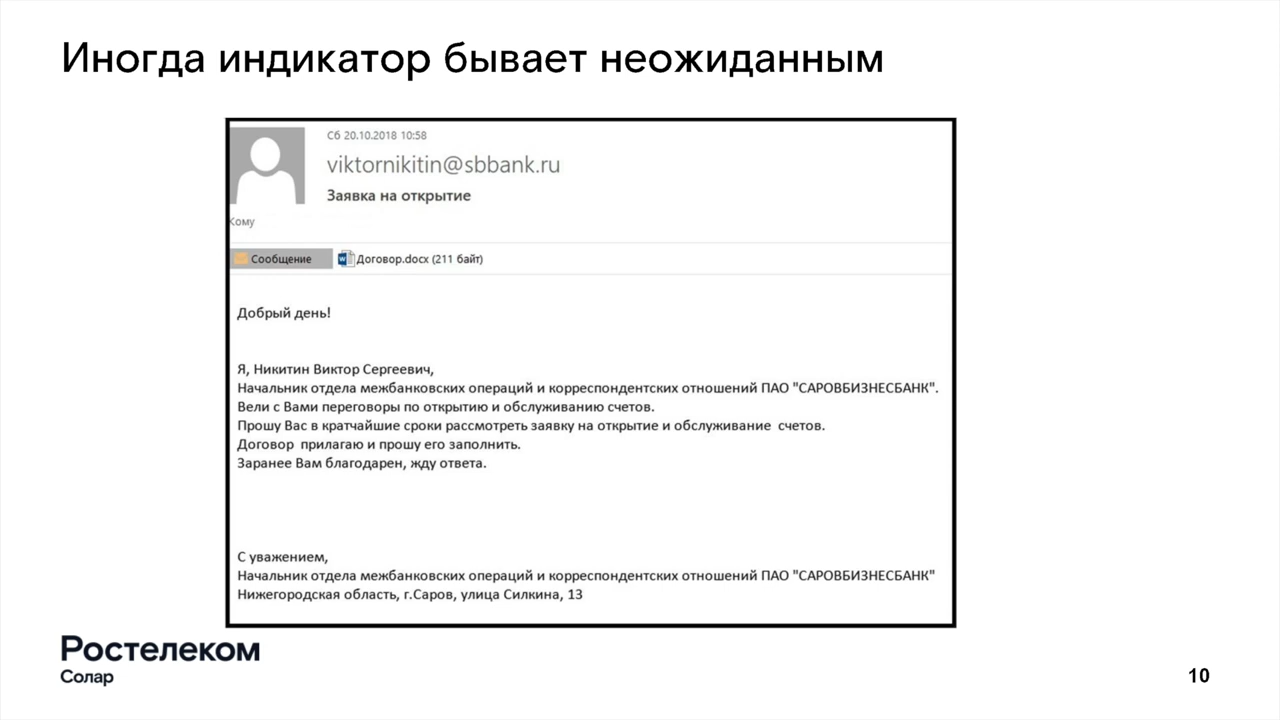 Иногда индикатор бывает неожиданным
Сб 20.10.2018 10:58
viktornikitin@sbbank.ru
Заявка на открытие
Кому
Сообщение
Договор.docx (211 байт)
Добрый день!
Я, Никитин Виктор Сергеевич,
Начальник отдела межбанковских операций и корреспондентских отношений ПАО "САРОВБИЗНЕСБАНК".
Вели с Вами переговоры по открытию и обслуживанию счетов.
Прошу Вас в кратчайшие сроки рассмотреть заявку на открытие и обслуживание счетов.
Договор прилагаю и прошу его заполнить.
Заранее Вам благодарен, жду ответа.
С уважением,
Начальник отдела межбанковских операций и корреспондентских отношений ПАО "САРОВБИЗНЕСБАНК"
Нижегородская область, г.Саров, улица Силкина, 13
Ростелеком
Солар
10